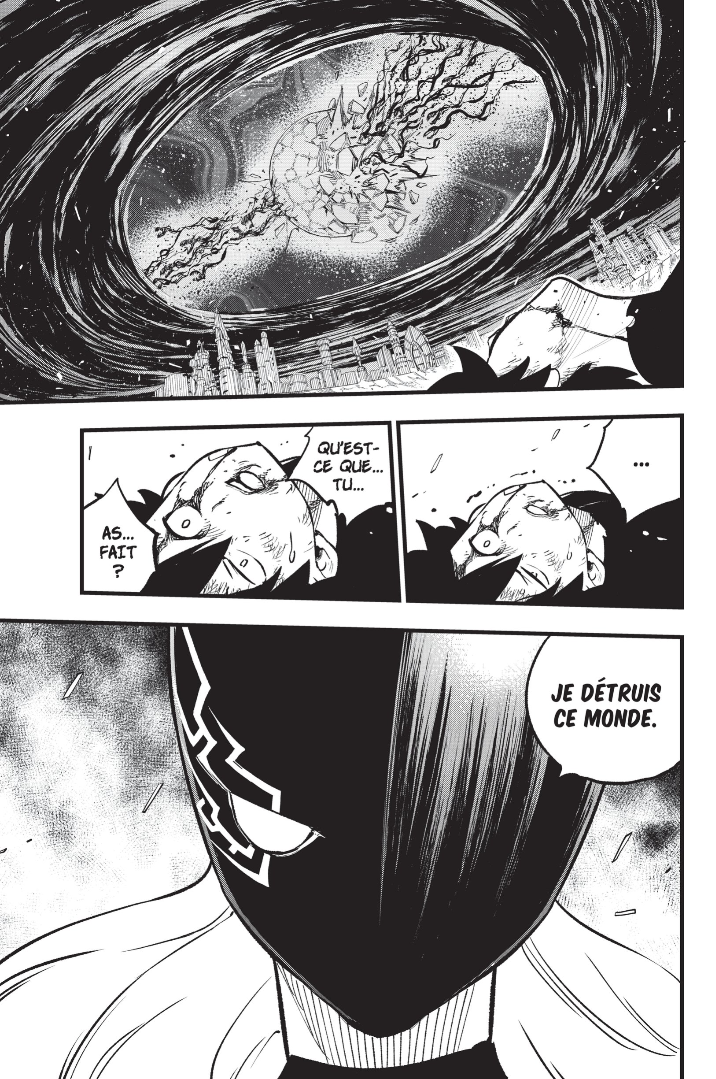 ...
QU'EST-
CE QUE...
TU...
AS...
FAIT
?
JE DÉTRUIS
CE MONDE.